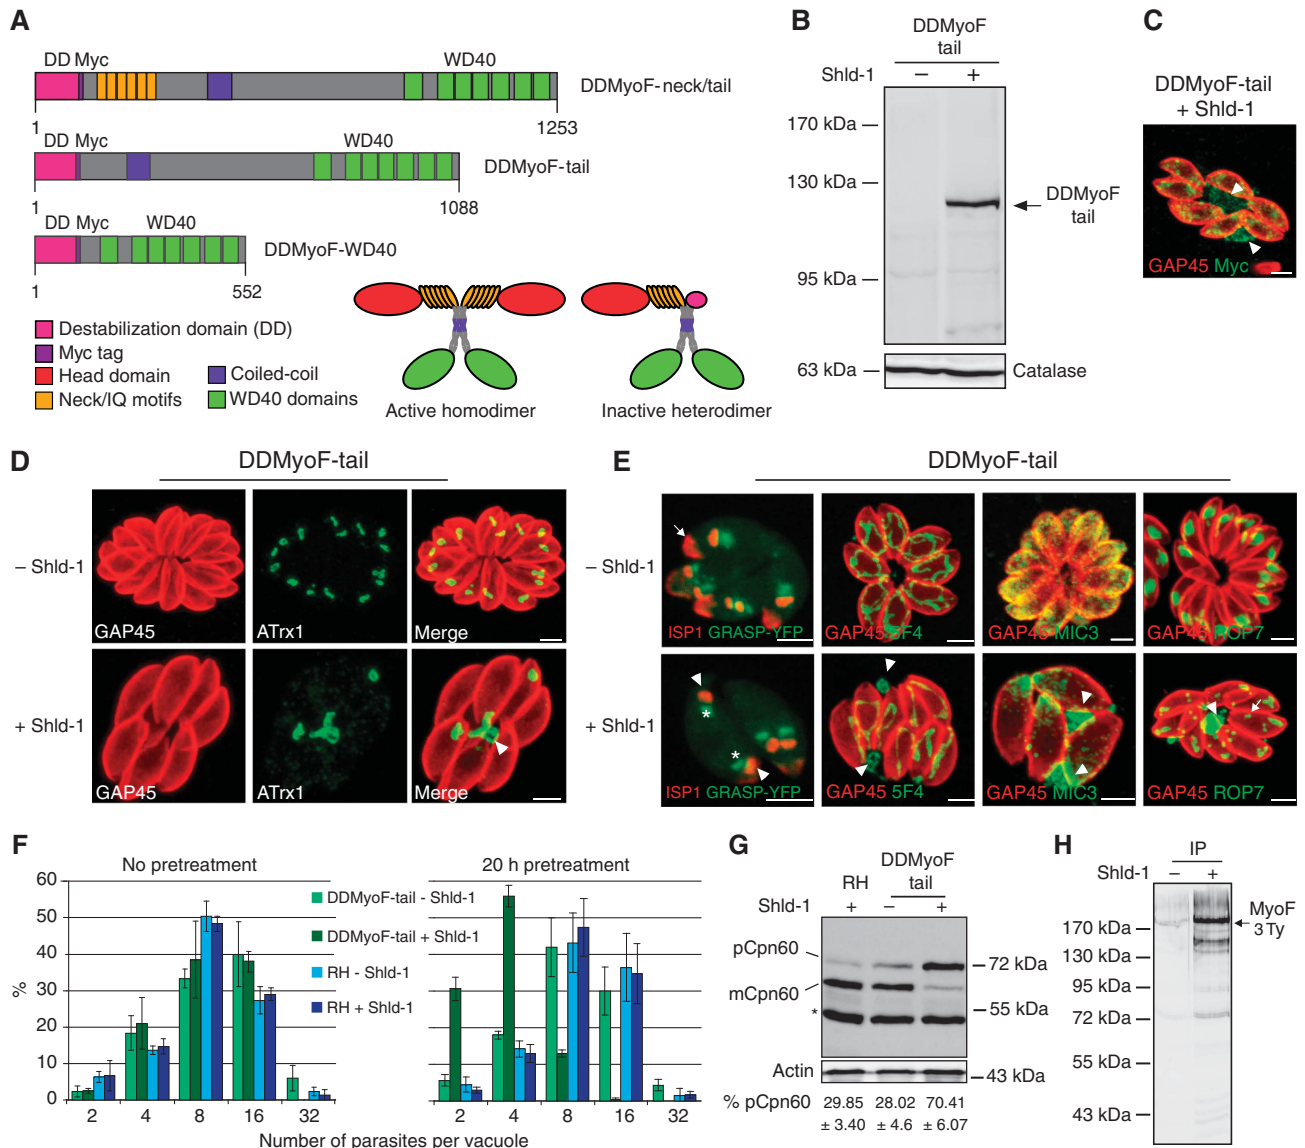 A
DD Myc
WD40
DDMyoF-neck/tail
1
1253
DD Myc
WD40
DDMyoF-tail
1
1088
DD Myc
WD40
DDMyoF-WD40
1
552
Destabilization domain (DD)
Myc tag
Head domain
Neck/IQ motifs
Coiled-coil
WD40 domains
Active homodimer
Inactive heterodimer
B
DDMyoF
tail
Shld-1
– +
170 kDa
130 kDa
95 kDa
63 kDa
DDMyoF
tail
Catalase
C
DDMyoF-tail
+ Shld-1
GAP45 Myc
D
DDMyoF-tail
– Shld-1
GAP45
ATrx1
Merge
+ Shld-1
GAP45
ATrx1
Merge
E
DDMyoF-tail
– Shld-1
ISP1 GRASP-YFP
GAP45 5F4
GAP45 MIC3
GAP45 ROP7
+ Shld-1
*
*
ISP1 GRASP-YFP
GAP45 5F4
GAP45 MIC3
GAP45 ROP7
F
No pretreatment
20 h pretreatment
%
60
50
40
30
20
10
0
DDMyoF-tail - Shld-1
DDMyoF-tail + Shld-1
RH - Shld-1
RH + Shld-1
2 4 8 16 32
2 4 8 16 32
Number of parasites per vacuole
G
DDMyoF
tail
RH
Shld-1
+ – +
pCpn60
mCpn60
*
72 kDa
55 kDa
Actin
43 kDa
% pCpn60
29.85 28.02 70.41
± 3.40 ± 4.6 ± 6.07
H
IP
Shld-1 – +
170 kDa
130 kDa
95 kDa
72 kDa
55 kDa
43 kDa
MyoF
3 Ty